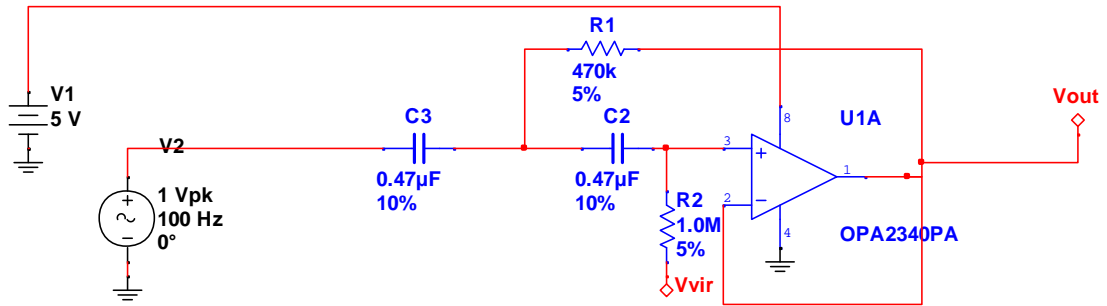 R1
470k
5%
V1
5 V
Vout
8
U1A
C3
C2
V2
3
1
0.47µF
10%
0.47µF
10%
2
R2
1.0M
5%
1 Vpk
100 Hz
0°
4
OPA2340PA
Vvir